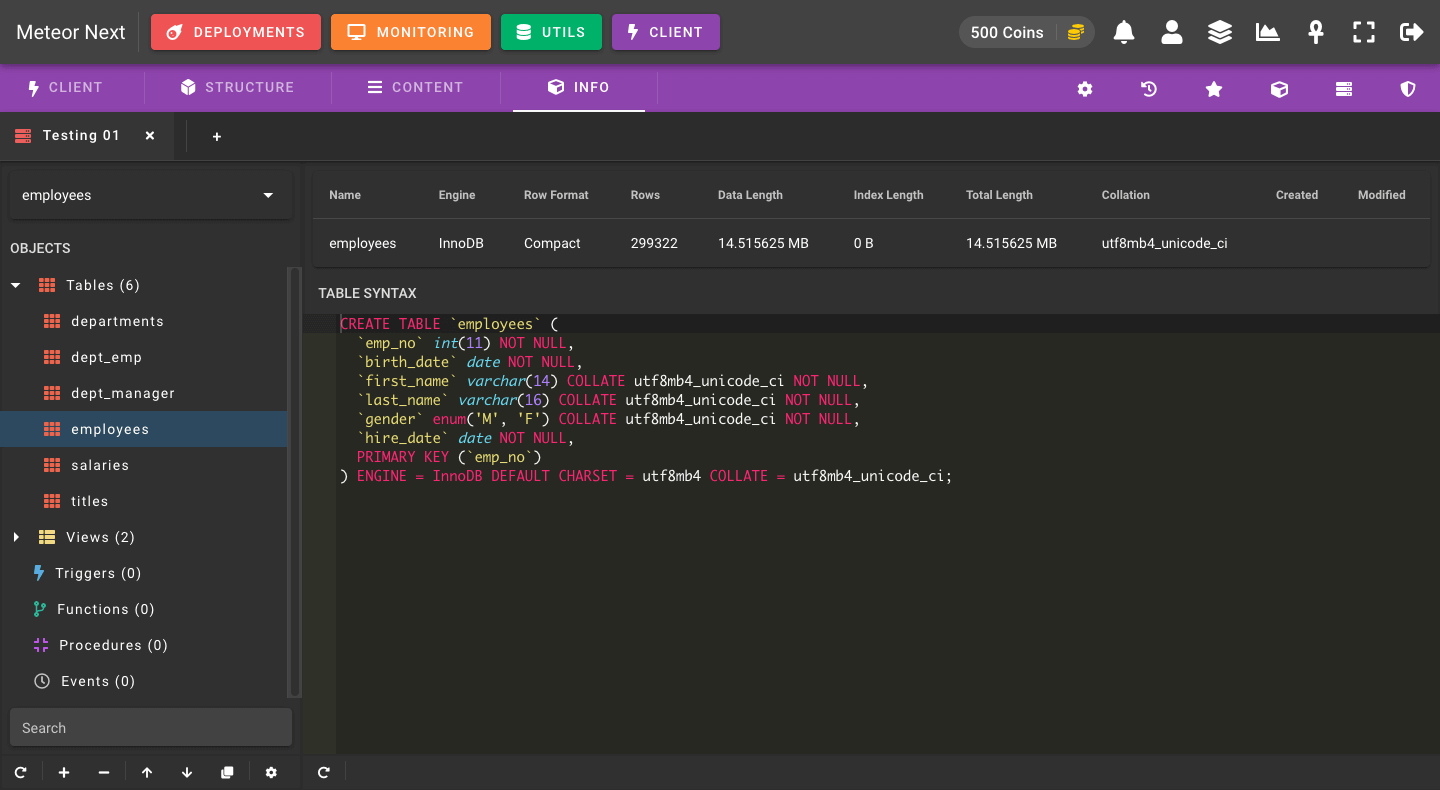 Meteor Next DEPLOYMENTS MONITORING UTILS CLIENT 500 Coins
CLIENT STRUCTURE CONTENT INFO
Testing 01
employees
OBJECTS
Tables (6)
departments
dept_emp
dept_manager
employees
salaries
titles
Views (2)
Triggers (0)
Functions (0)
Procedures (0)
Events (0)
Search
Name Engine Row Format Rows Data Length Index Length Total Length Collation Created Modified
employees InnoDB Compact 299322 14.515625 MB 0 B 14.515625 MB utf8mb4_unicode_ci
TABLE SYNTAX
CREATE TABLE `employees` (
  `emp_no` int(11) NOT NULL,
  `birth_date` date NOT NULL,
  `first_name` varchar(14) COLLATE utf8mb4_unicode_ci NOT NULL,
  `last_name` varchar(16) COLLATE utf8mb4_unicode_ci NOT NULL,
  `gender` enum('M', 'F') COLLATE utf8mb4_unicode_ci NOT NULL,
  `hire_date` date NOT NULL,
  PRIMARY KEY (`emp_no`)
) ENGINE = InnoDB DEFAULT CHARSET = utf8mb4 COLLATE = utf8mb4_unicode_ci;